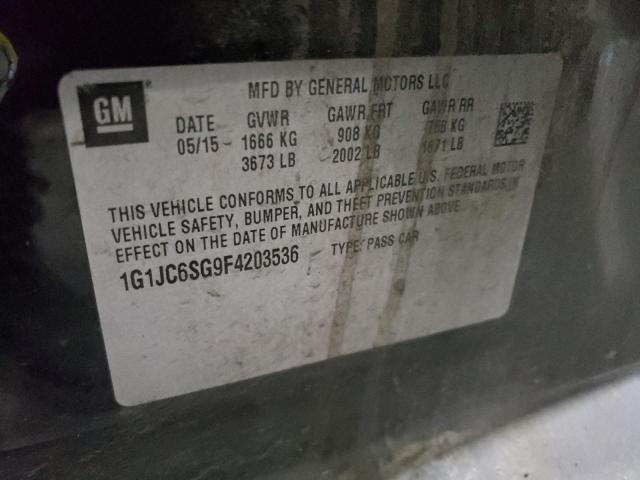 MFD BY GENERAL MOTORS LLC
GM
DATE GVWR GAWR FRT GAWR RR
05/15 1666 KG 908 KG 758 KG
3673 LB 2002 LB 1671 LB
THIS VEHICLE CONFORMS TO ALL APPLICABLE U.S. FEDERAL MOTOR
VEHICLE SAFETY, BUMPER, AND THEFT PREVENTION STANDARDS IN
EFFECT ON THE DATE OF MANUFACTURE SHOWN ABOVE
1G1JC6SG9F4203536 TYPE: PASS CAR